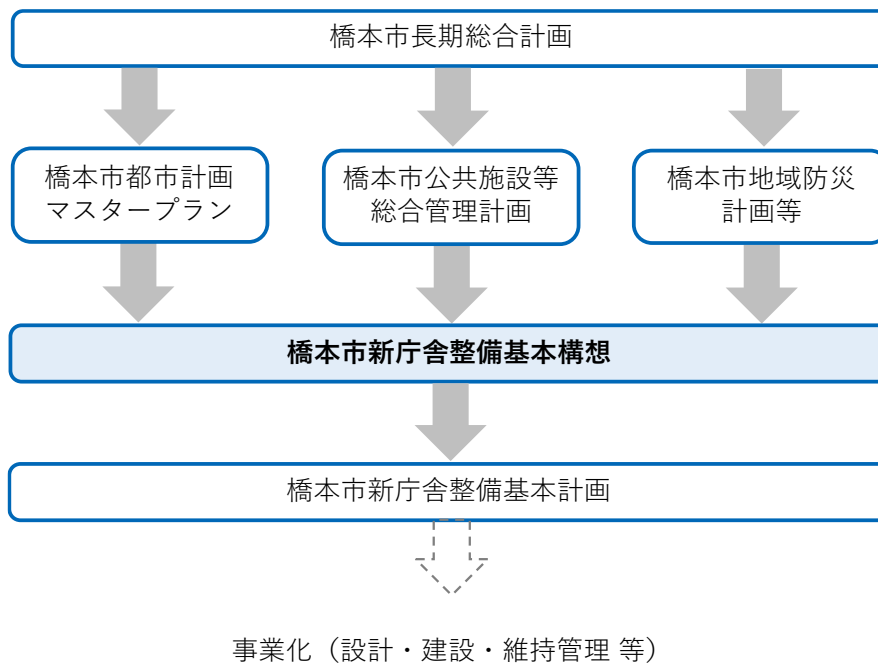 橋本市長期総合計画
橋本市都市計画
マスタープラン
橋本市公共施設等
総合管理計画
橋本市地域防災
計画等
橋本市新庁舎整備基本構想
橋本市新庁舎整備基本計画
事業化（設計・建設・維持管理 等）